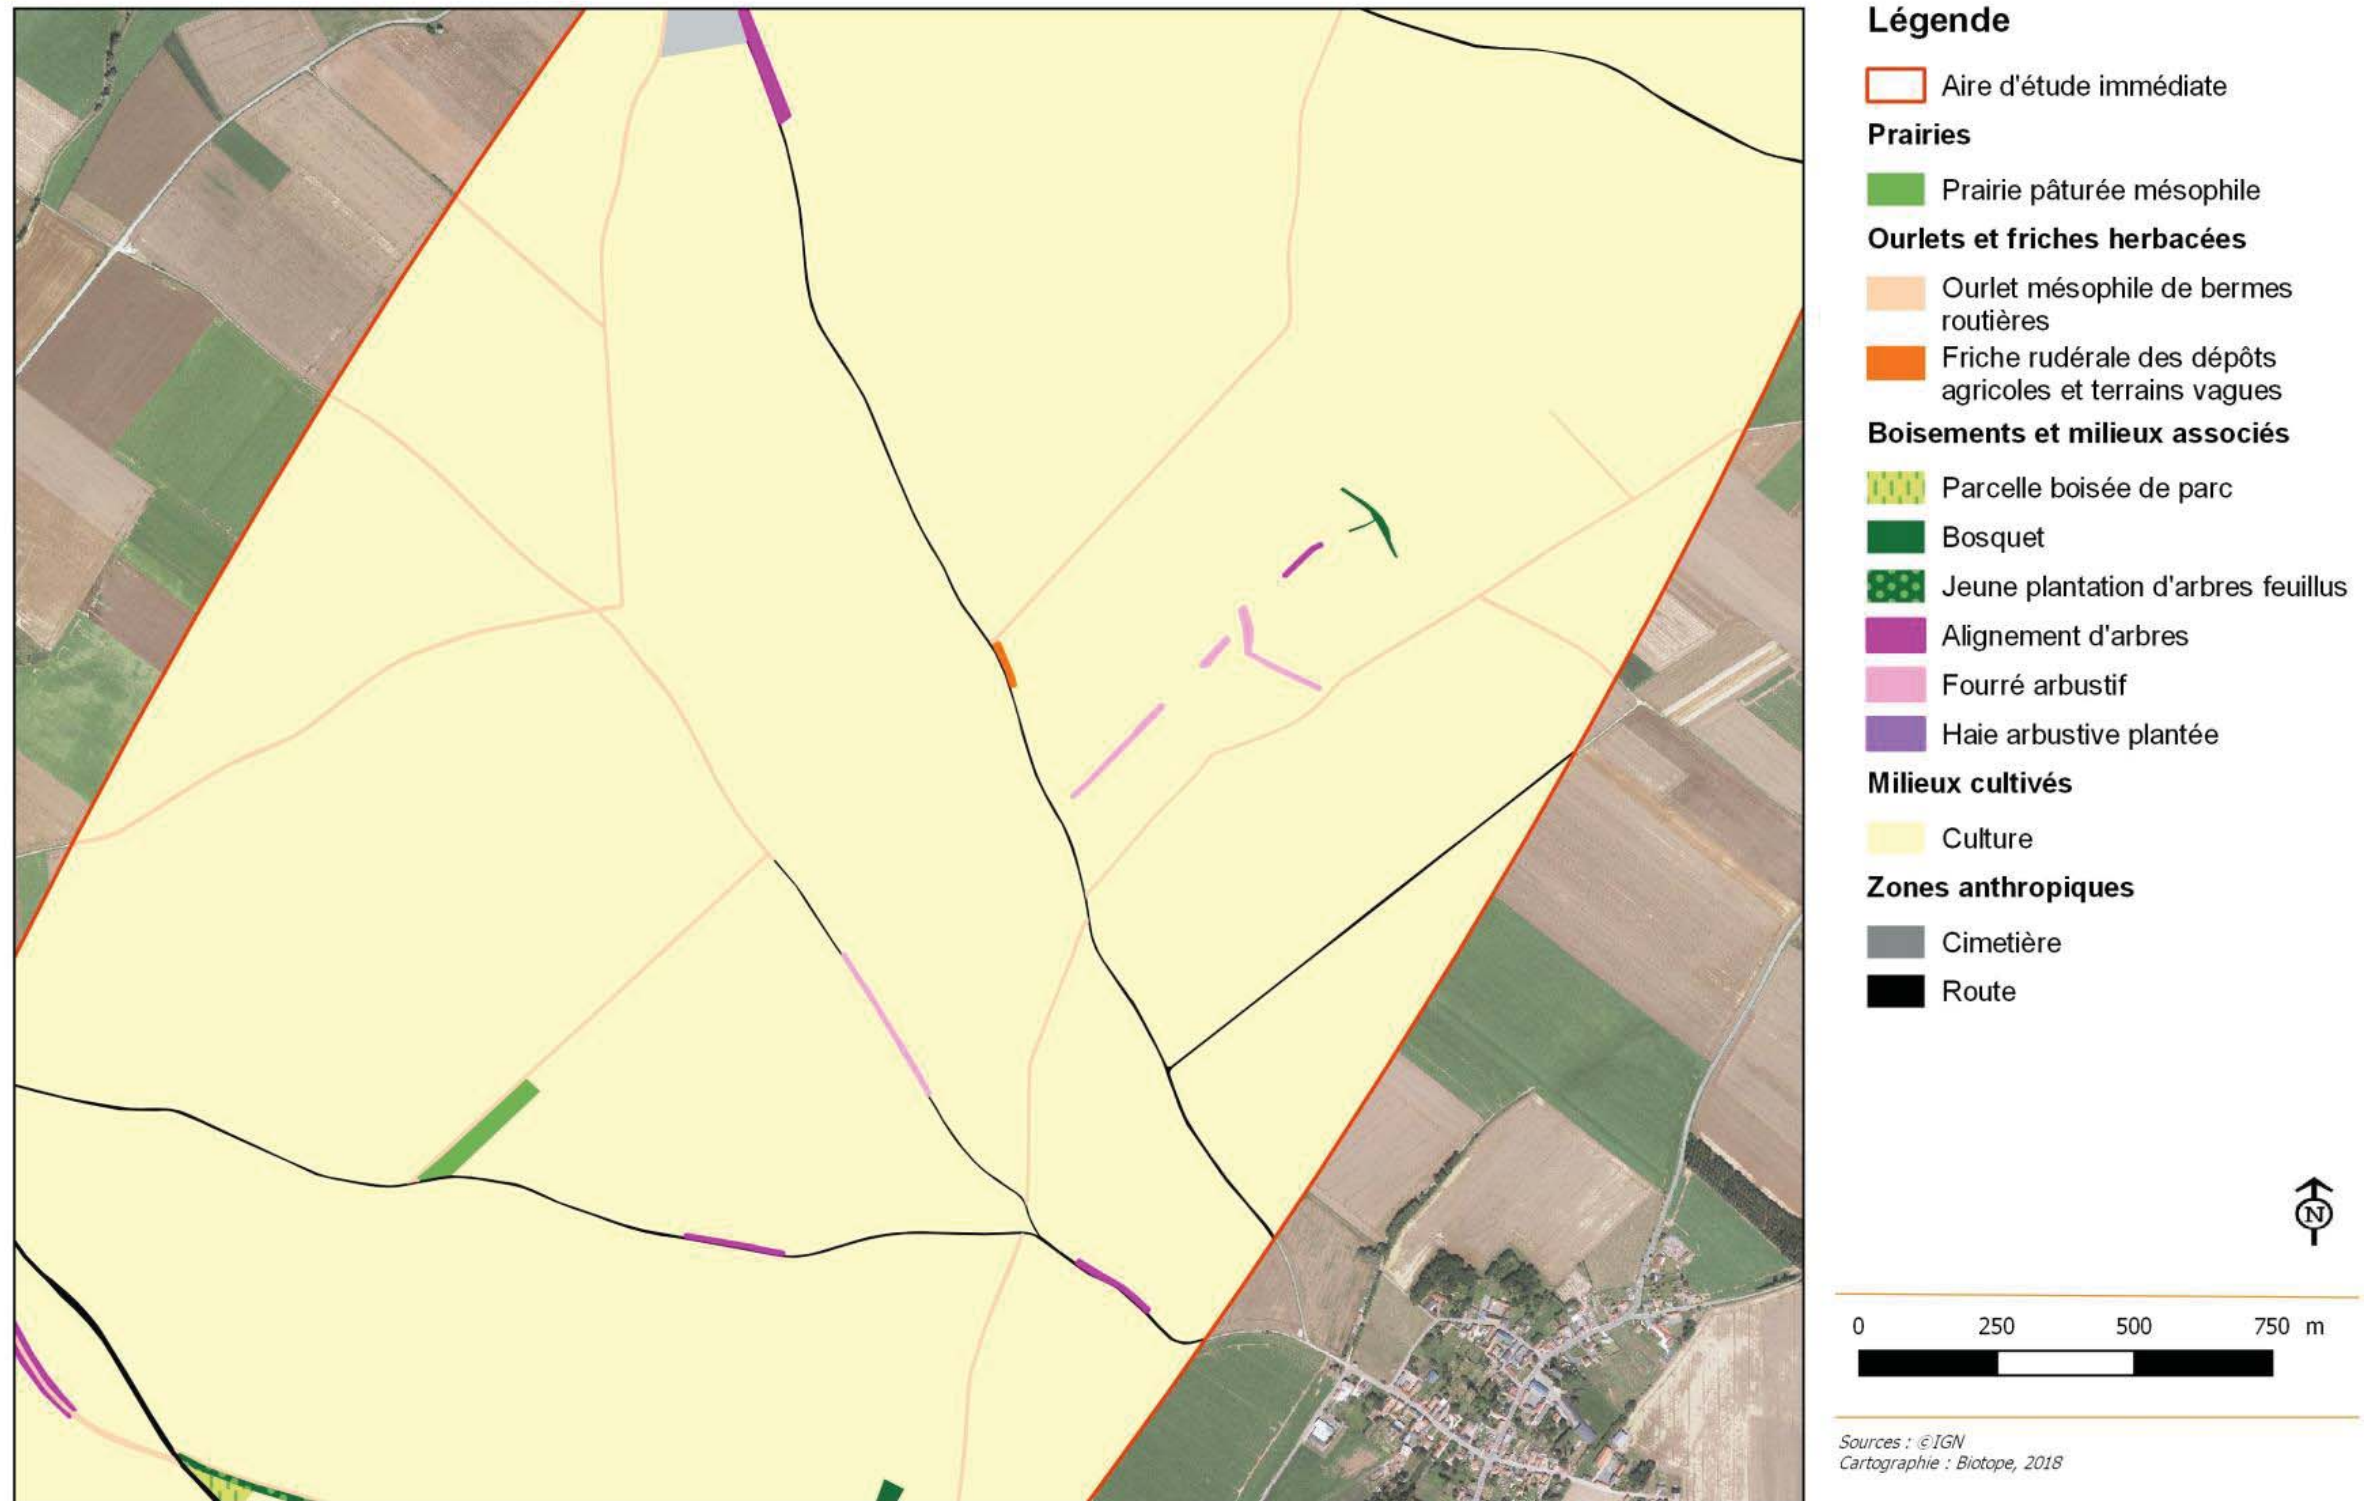 Légende
Aire d'étude immédiate
Prairies
Prairie pâturée mésophile
Ourlets et friches herbacées
Ourlet mésophile de bermes
routières
Friche rudérale des dépôts
agricoles et terrains vagues
Boisements et milieux associés
Parcelle boisée de parc
Bosquet
Jeune plantation d'arbres feuillus
Alignement d'arbres
Fourré arbustif
Haie arbustive plantée
Milieux cultivés
Culture
Zones anthropiques
Cimetière
Route
N
0 250 500 750 m
Sources : ©IGN
Cartographie : Biotope, 2018